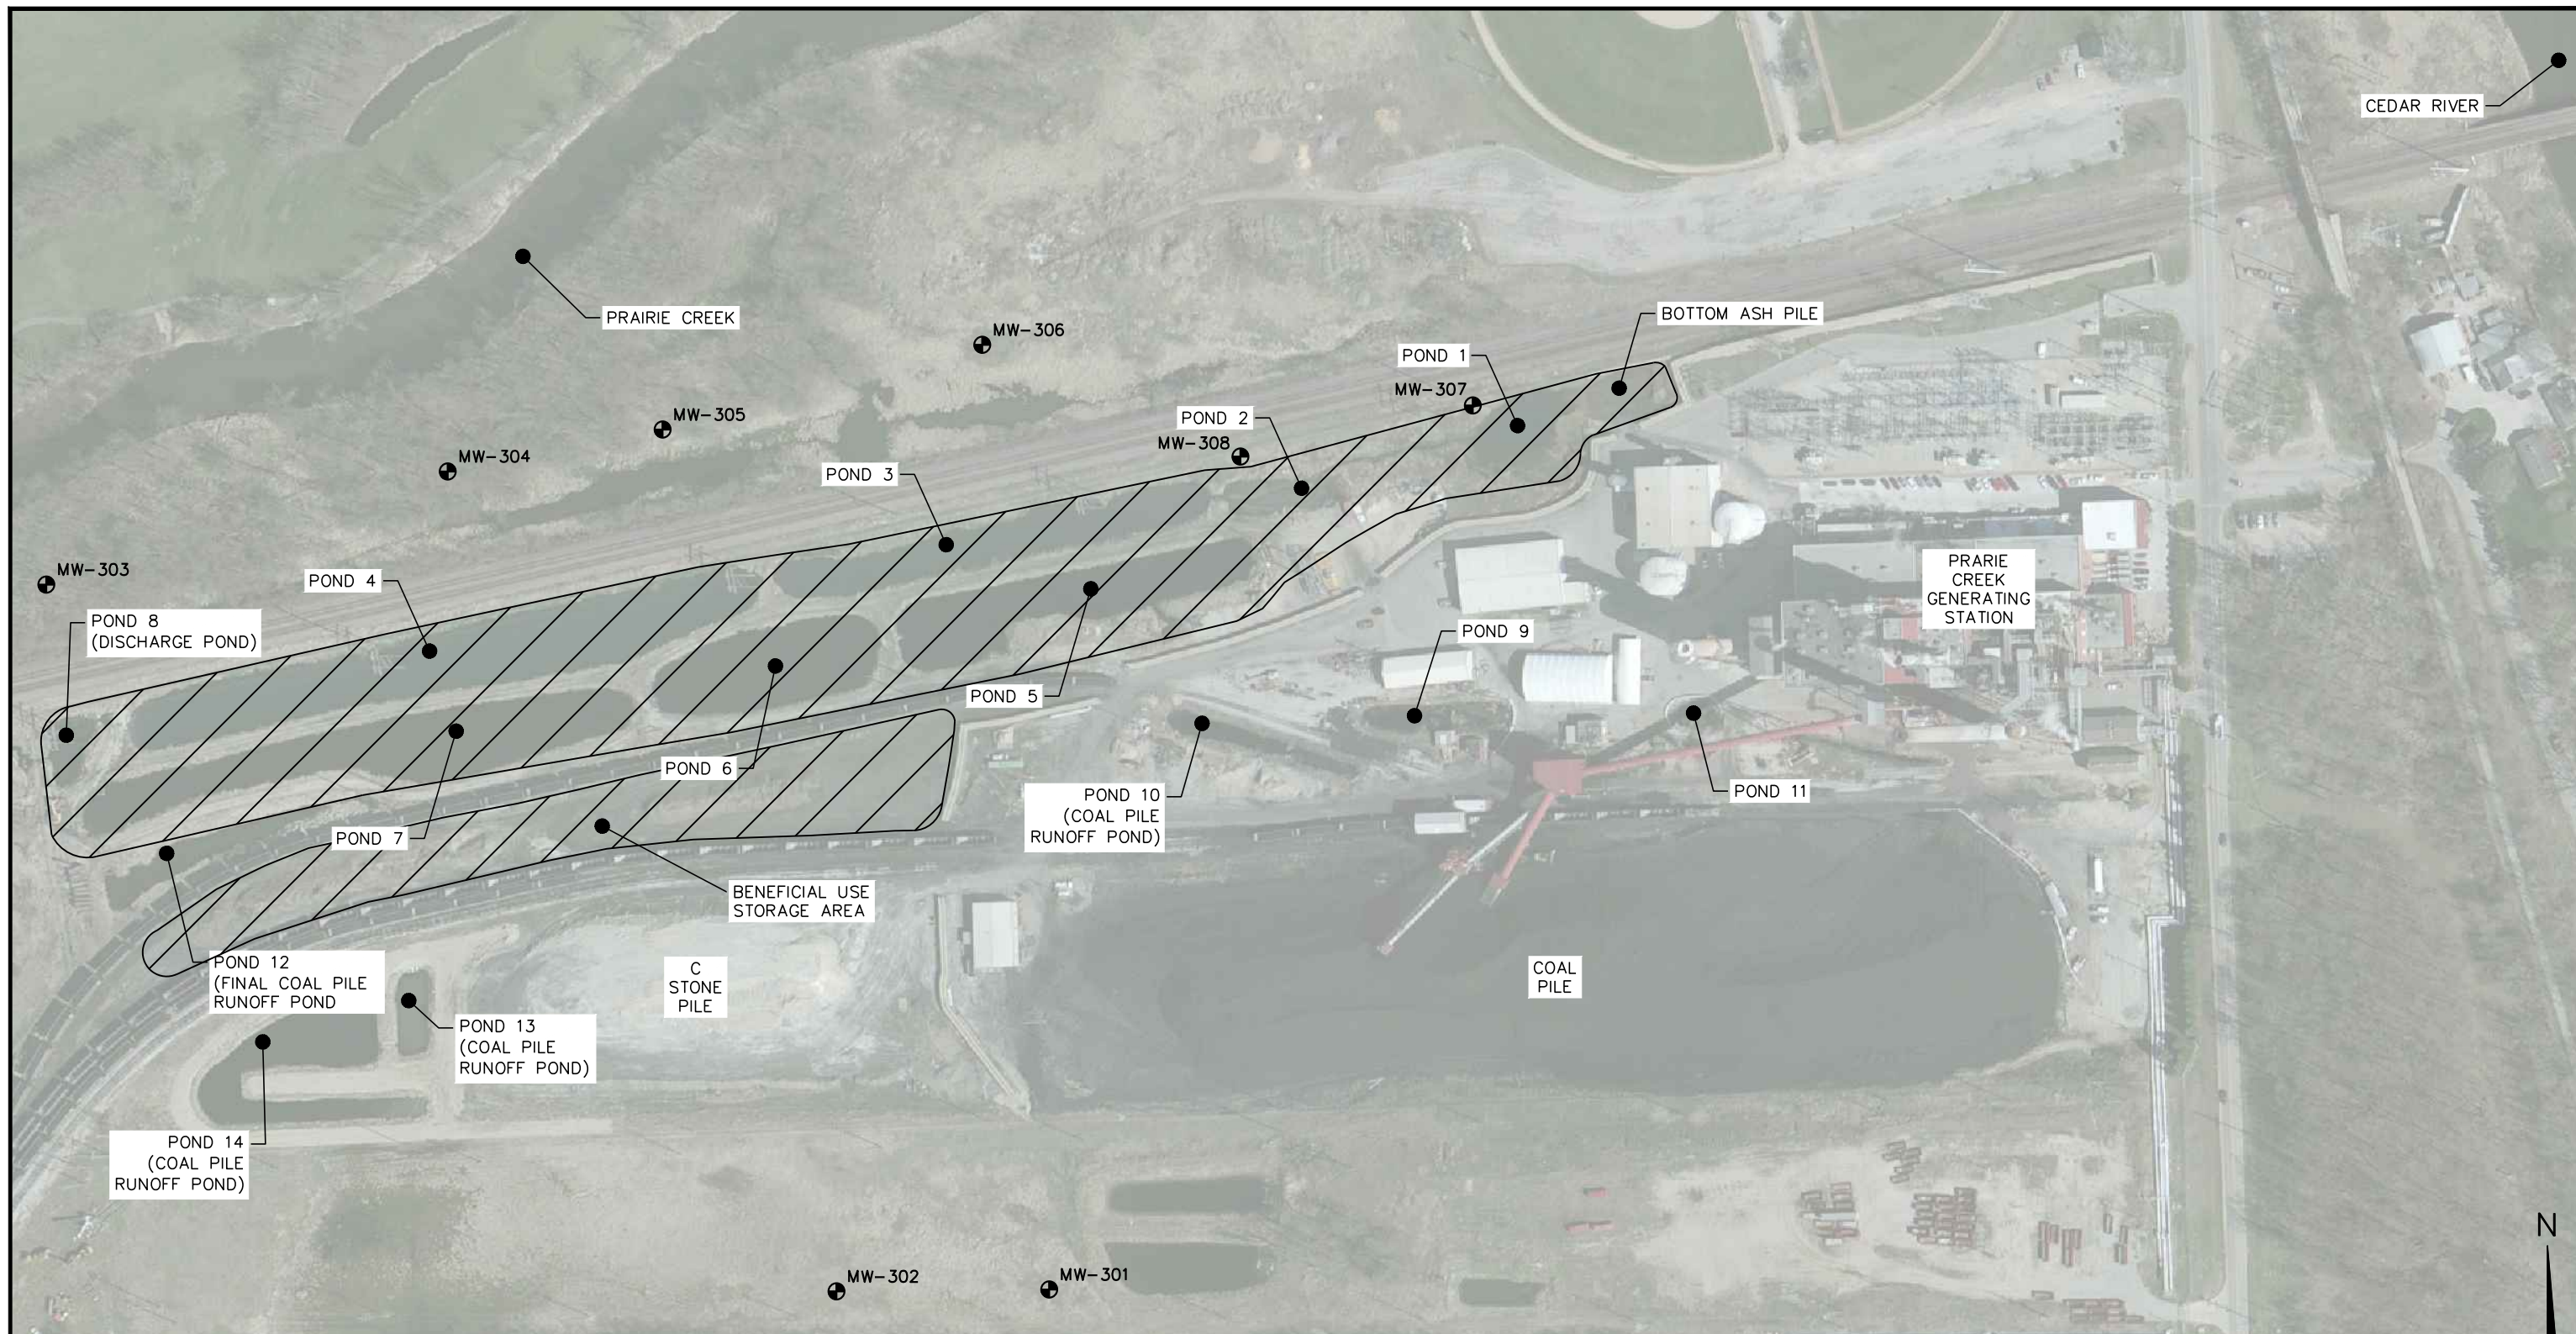 CEDAR RIVER
PRAIRIE CREEK
BOTTOM ASH PILE
MW-306
POND 1
MW-307
POND 2
MW-305
MW-308
MW-304
POND 3
MW-303
POND 4
PRARIE
CREEK
GENERATING
STATION
POND 8
(DISCHARGE POND)
POND 9
POND 5
POND 6
POND 11
POND 10
(COAL PILE
RUNOFF POND)
POND 7
BENEFICIAL USE
STORAGE AREA
POND 12
(FINAL COAL PILE
RUNOFF POND
C
STONE
PILE
COAL
PILE
POND 13
(COAL PILE
RUNOFF POND)
POND 14
(COAL PILE
RUNOFF POND)
N
MW-302
MW-301